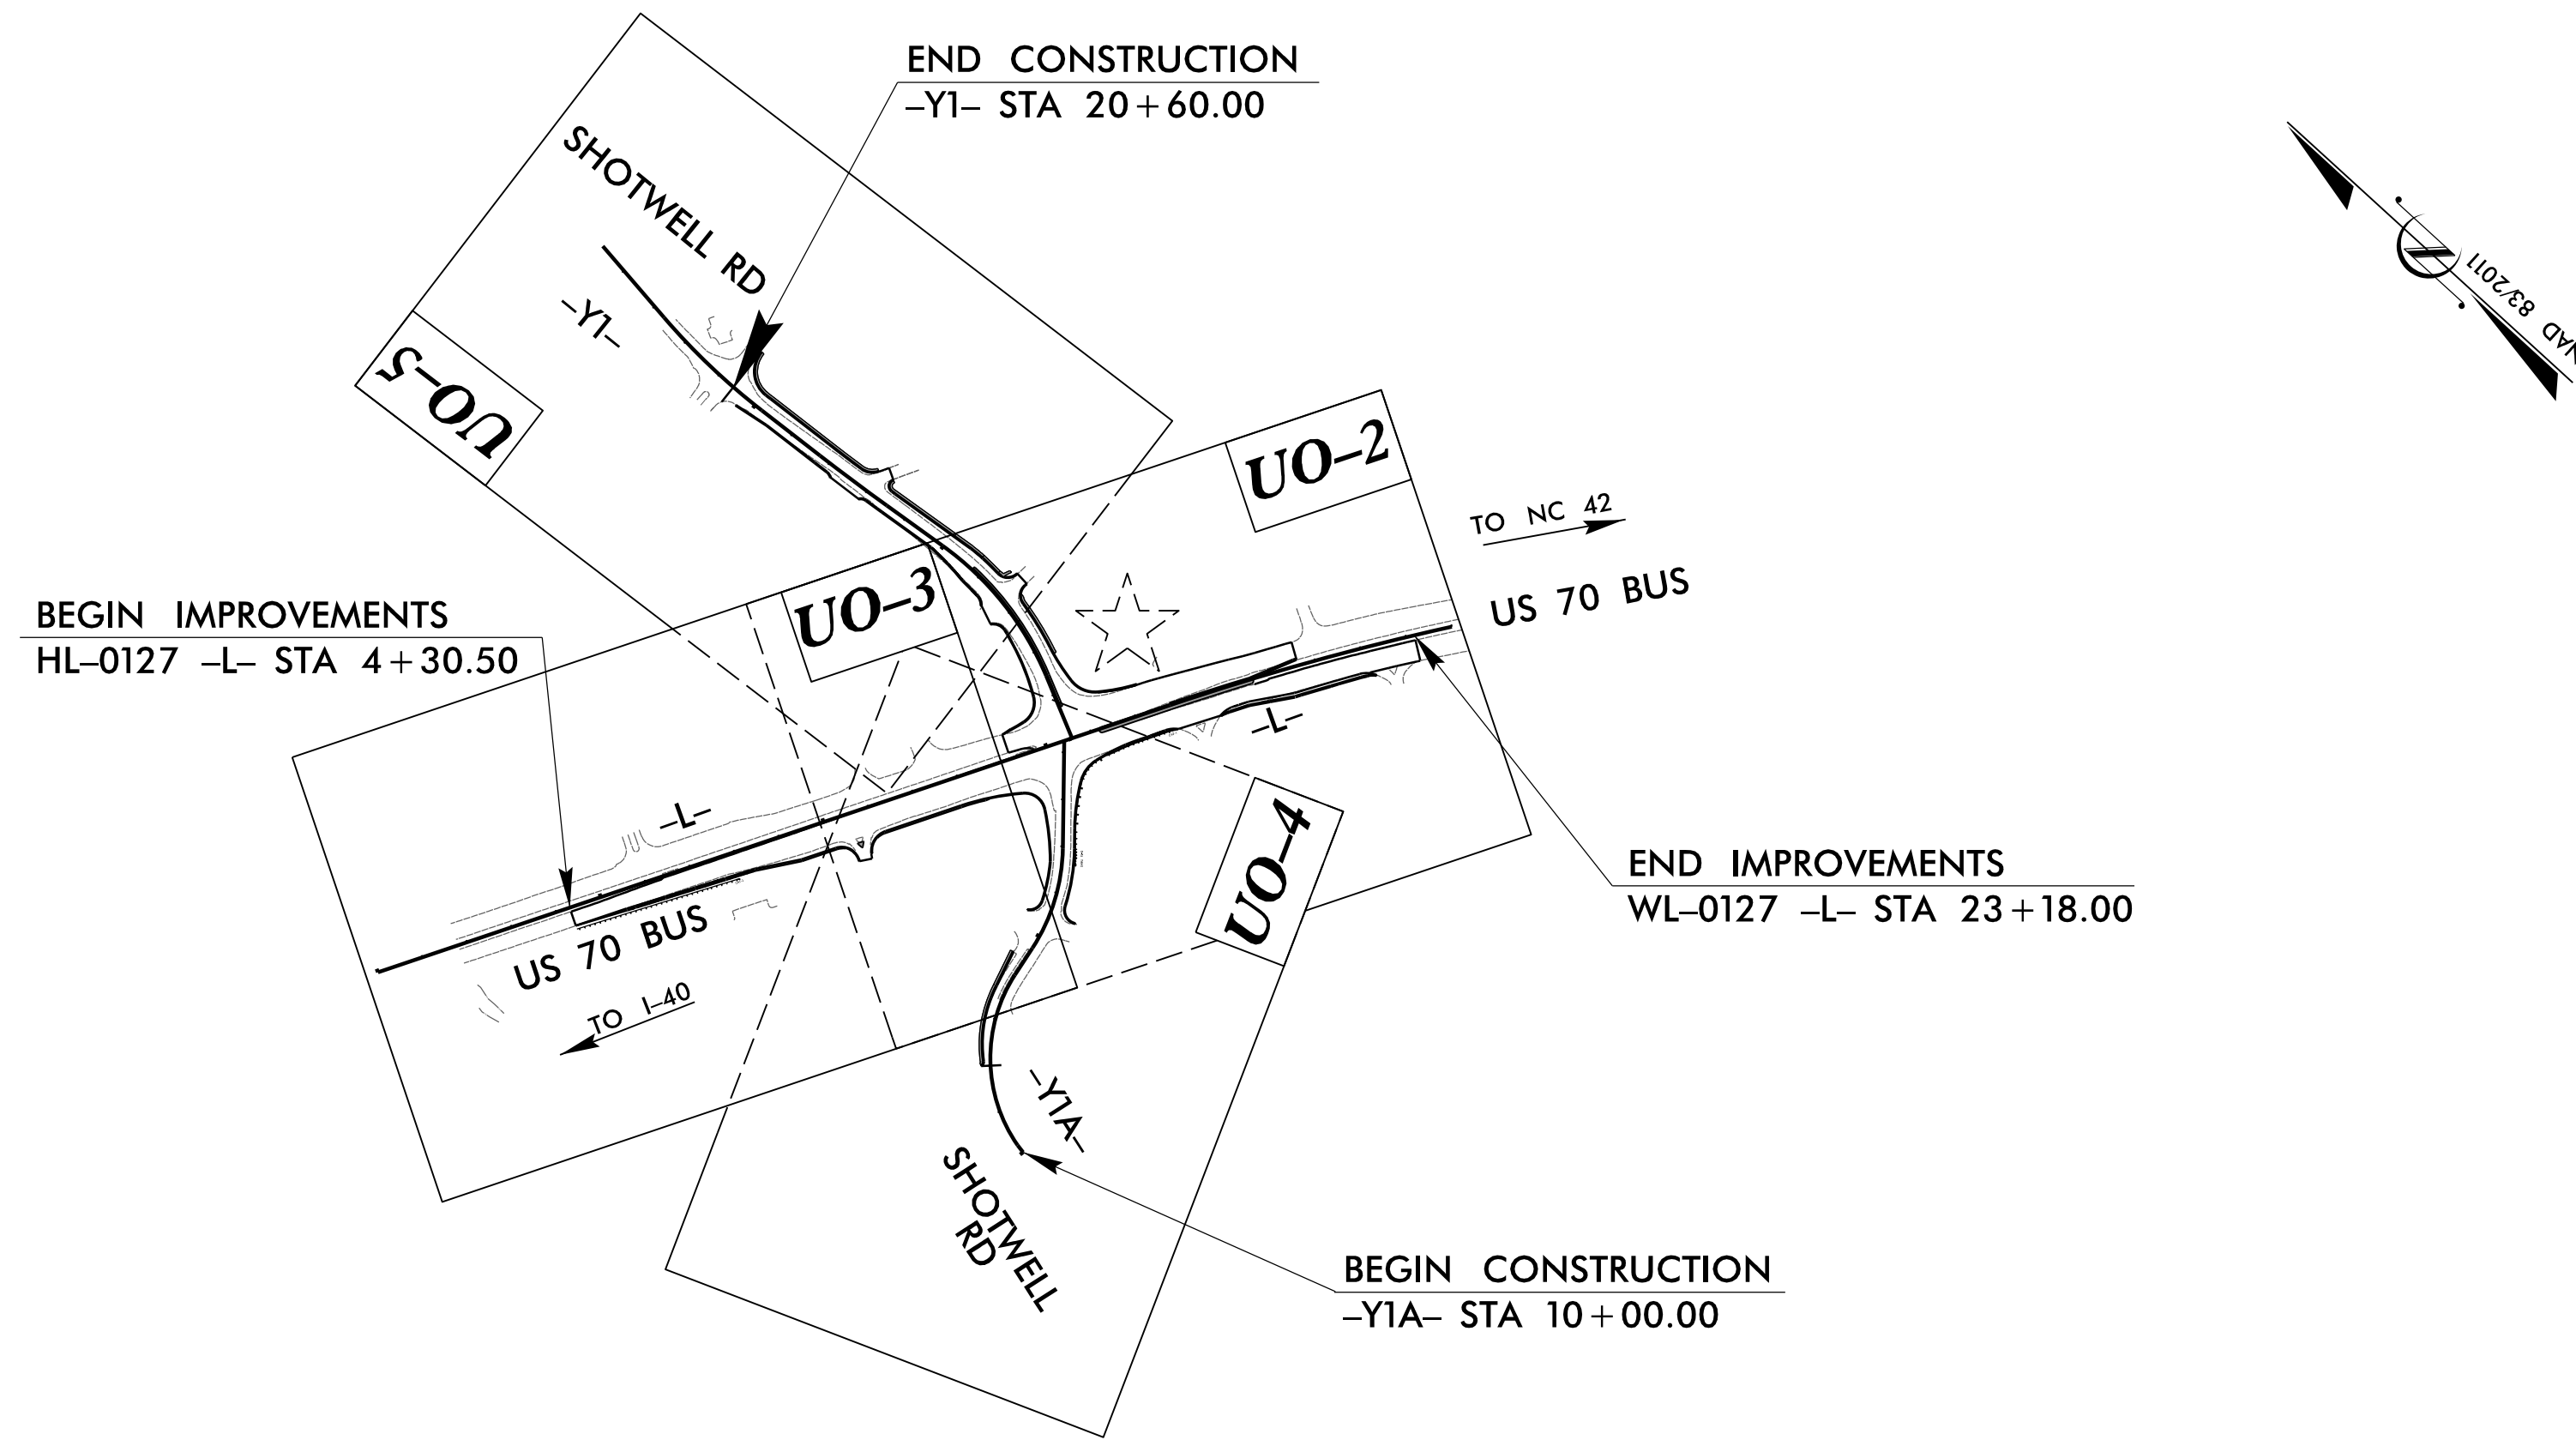 END CONSTRUCTION
–Y1– STA 20+60.00
SHOTWELL RD
–Y1–
UO–5
UO–2
TO NC 42
US 70 BUS
UO–3
BEGIN IMPROVEMENTS
HL–0127 –L– STA 4+30.50
–L–
–L–
UO–4
US 70 BUS
TO I–40
END IMPROVEMENTS
WL–0127 –L– STA 23+18.00
–Y1A–
SHOTWELL
RD
BEGIN CONSTRUCTION
–Y1A– STA 10+00.00
NAD 83/2011